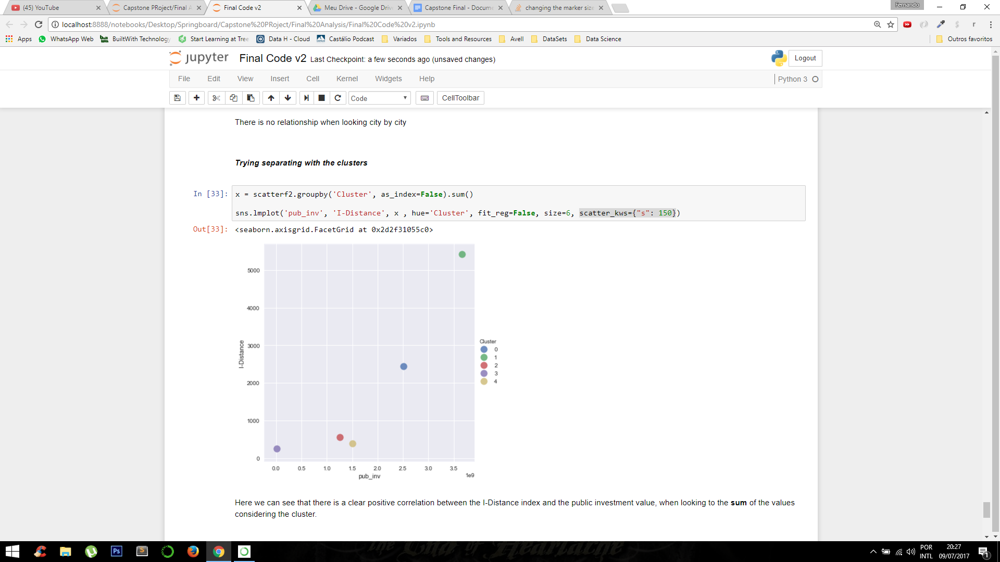 (45) YouTube
Capstone PRoject/Final A
Final Code v2
Meu Drive - Google Driv
Capstone Final - Docume
changing the marker size
Fernando
localhost:8888/notebooks/Desktop/Springboard/Capstone%20PRoject/Final%20Analysis/Final%20Code%20v2.ipynb
Apps
WhatsApp Web
BuiltWith Technology
Start Learning at Tree
Data H - Cloud
Castálio Podcast
Variados
Tools and Resources
Avell
DataSets
Data Science
Outros favoritos
jupyter
Final Code v2 Last Checkpoint: a few seconds ago (unsaved changes)
Logout
File Edit View Insert Cell Kernel Widgets Help
Python 3
Code
CellToolbar
There is no relationship when looking city by city
Trying separating with the clusters
In [33]: x = scatterf2.groupby('Cluster', as_index=False).sum()
sns.lmplot('pub_inv', 'I-Distance', x , hue='Cluster', fit_reg=False, size=6, scatter_kws={"s": 150})
Out[33]: <seaborn.axisgrid.FacetGrid at 0x2d2f31055c0>
5000
4000
3000
2000
1000
0
I-Distance
0.0 0.5 1.0 1.5 2.0 2.5 3.0 3.5
1e9
pub_inv
Cluster
0
1
2
3
4
Here we can see that there is a clear positive correlation between the I-Distance index and the public investment value, when looking to the sum of the values
considering the cluster.
Ps
The End of Heartache
POR
INTL
20:27
09/07/2017
1